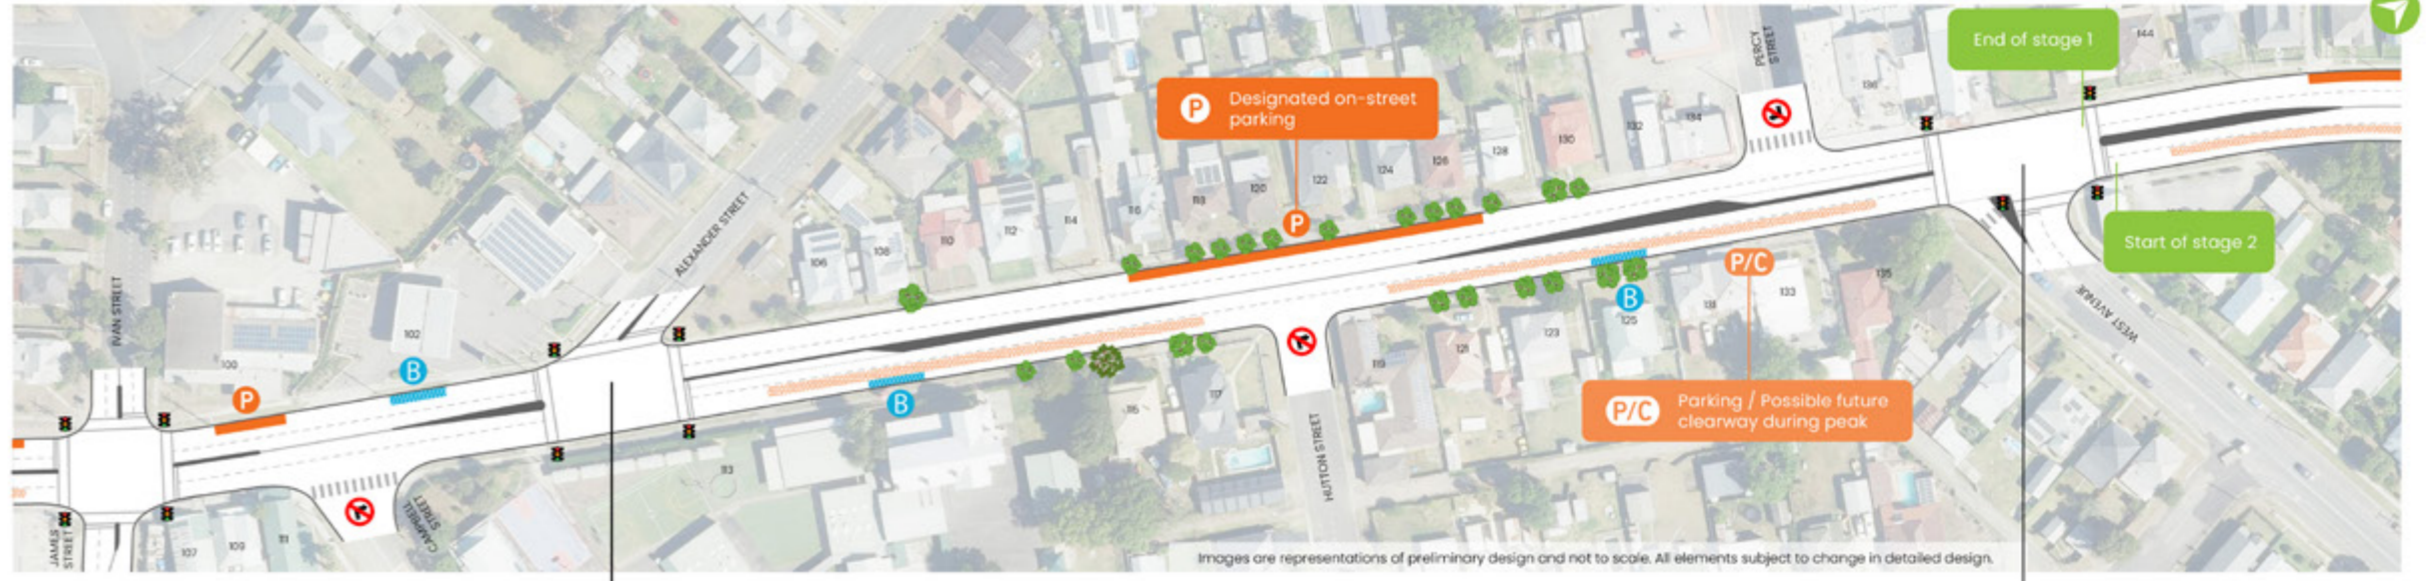 End of stage 1
144
PERCY
STREET
136
P Designated on-street
parking
132
134
130
128
126
124
122
120
118
116
114
112
110
108
106
P
ALEXANDER STREET
IVAN STREET
102
100
P
B
B
113
107
109
111
JAMES
STREET
CAMPBELL
STREET
115
117
HUTTON STREET
119
121
123
125
B
P/C
131
133
135
P/C Parking / Possible future
clearway during peak
Start of stage 2
WEST AVENUE
Images are representations of preliminary design and not to scale. All elements subject to change in detailed design.